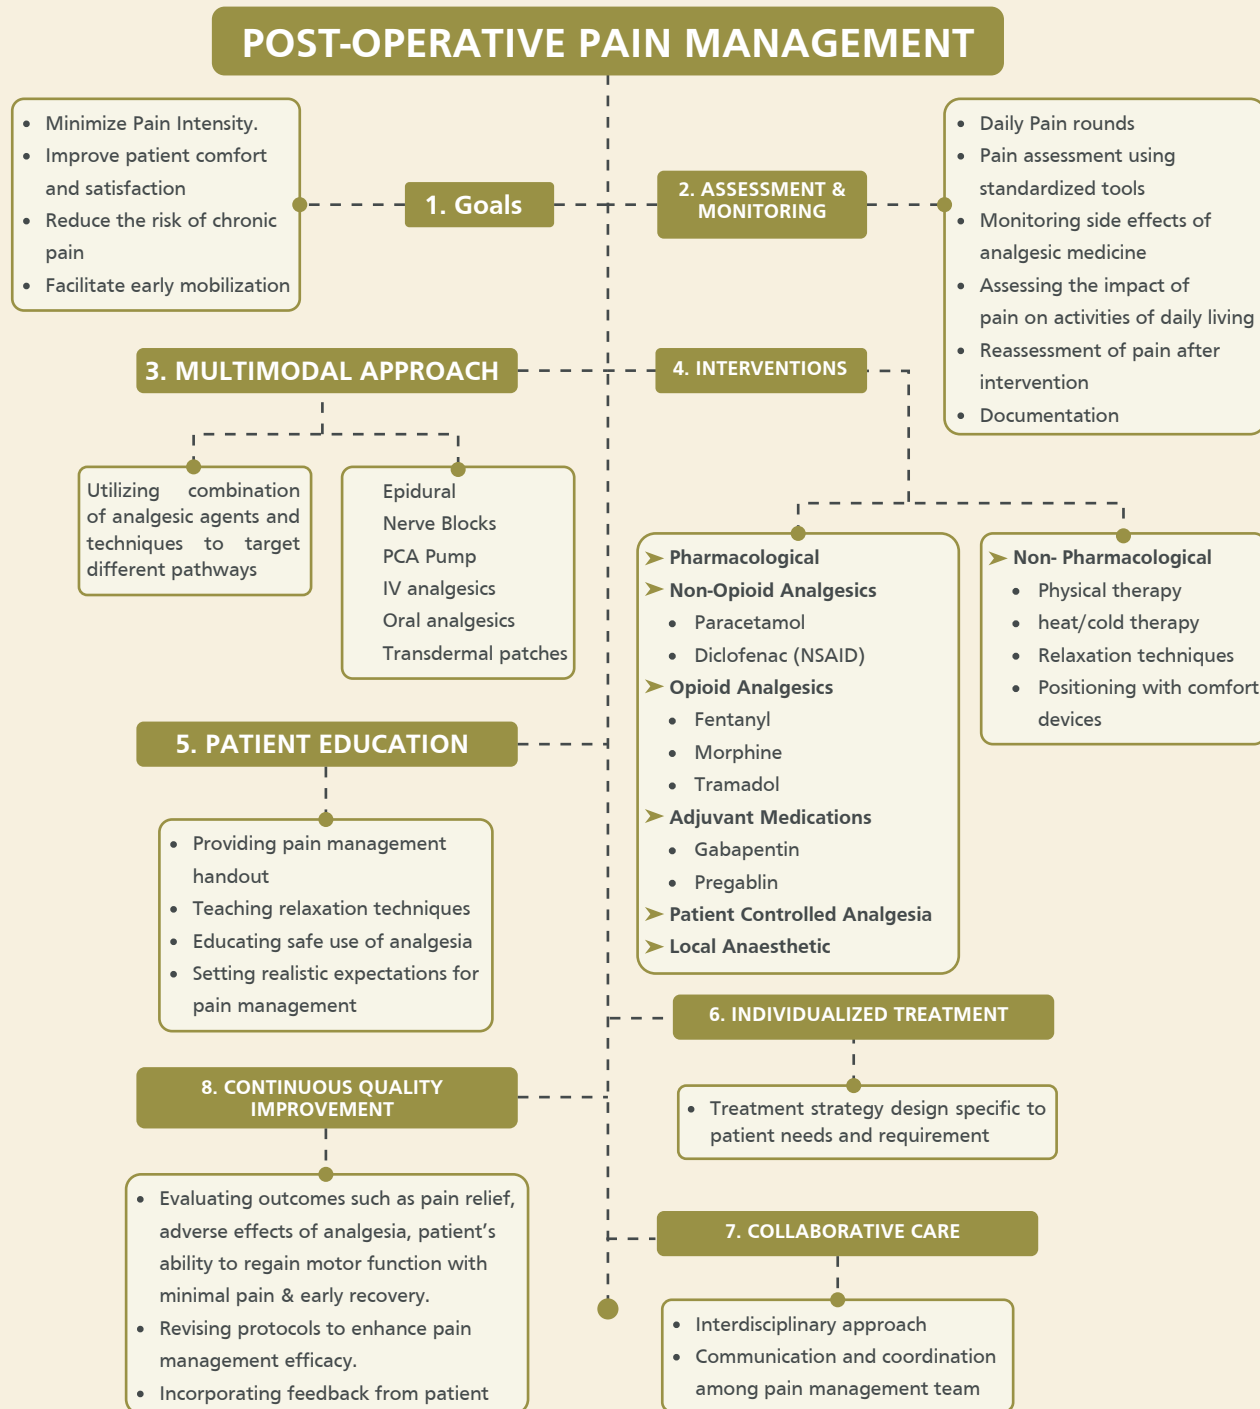 POST-OPERATIVE PAIN MANAGEMENT
1. Goals
• Minimize Pain Intensity.
• Improve patient comfort
and satisfaction
• Reduce the risk of chronic
pain
• Facilitate early mobilization
2. ASSESSMENT &
MONITORING
• Daily Pain rounds
• Pain assessment using
standardized tools
• Monitoring side effects of
analgesic medicine
• Assessing the impact of
pain on activities of daily living
• Reassessment of pain after
intervention
• Documentation
3. MULTIMODAL APPROACH
Utilizing combination
of analgesic agents and
techniques to target
different pathways
Epidural
Nerve Blocks
PCA Pump
IV analgesics
Oral analgesics
Transdermal patches
4. INTERVENTIONS
➤ Pharmacological
➤ Non-Opioid Analgesics
• Paracetamol
• Diclofenac (NSAID)
➤ Opioid Analgesics
• Fentanyl
• Morphine
• Tramadol
➤ Adjuvant Medications
• Gabapentin
• Pregablin
➤ Patient Controlled Analgesia
➤ Local Anaesthetic
➤ Non- Pharmacological
• Physical therapy
• heat/cold therapy
• Relaxation techniques
• Positioning with comfort
devices
5. PATIENT EDUCATION
• Providing pain management
handout
• Teaching relaxation techniques
• Educating safe use of analgesia
• Setting realistic expectations for
pain management
6. INDIVIDUALIZED TREATMENT
• Treatment strategy design specific to
patient needs and requirement
7. COLLABORATIVE CARE
• Interdisciplinary approach
• Communication and coordination
among pain management team
8. CONTINUOUS QUALITY
IMPROVEMENT
• Evaluating outcomes such as pain relief,
adverse effects of analgesia, patient’s
ability to regain motor function with
minimal pain & early recovery.
• Revising protocols to enhance pain
management efficacy.
• Incorporating feedback from patient